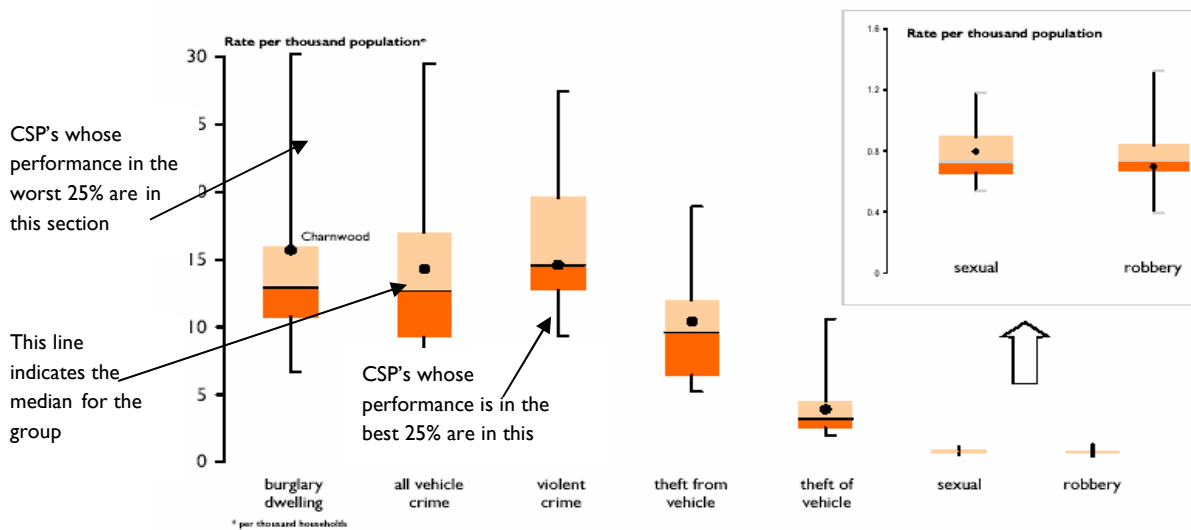 Rate per thousand population*
30
5
0
15
10
5
0
CSP's whose
performance in the
worst 25% are in
this section
Charnwood
This line
indicates the
median for the
group
CSP's whose
performance is in the
best 25% are in this
burglary
dwelling
all vehicle
crime
violent
crime
theft from
vehicle
theft of
vehicle
sexual
robbery
* per thousand households
Rate per thousand population
1.6
1.2
0.8
0.4
0
sexual
robbery